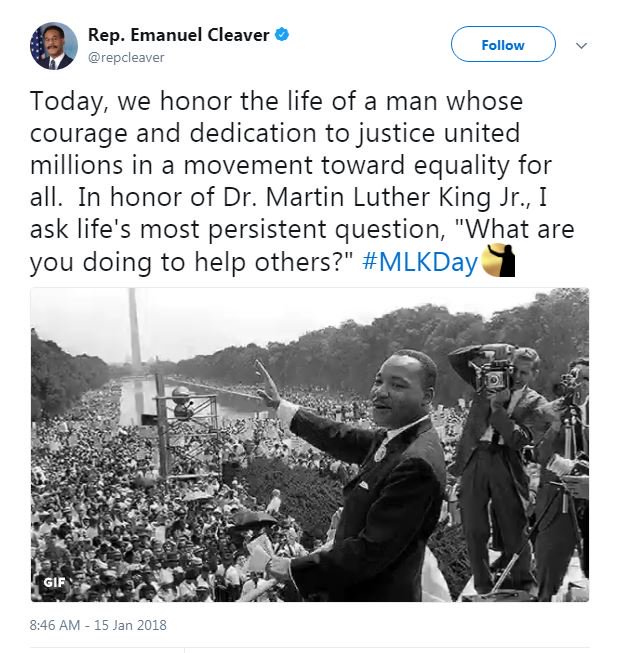 Rep. Emanuel Cleaver
@repcleaver
Follow
Today, we honor the life of a man whose
courage and dedication to justice united
millions in a movement toward equality for
all.  In honor of Dr. Martin Luther King Jr., I
ask life's most persistent question, "What are
you doing to help others?" #MLKDay
GIF
8:46 AM - 15 Jan 2018